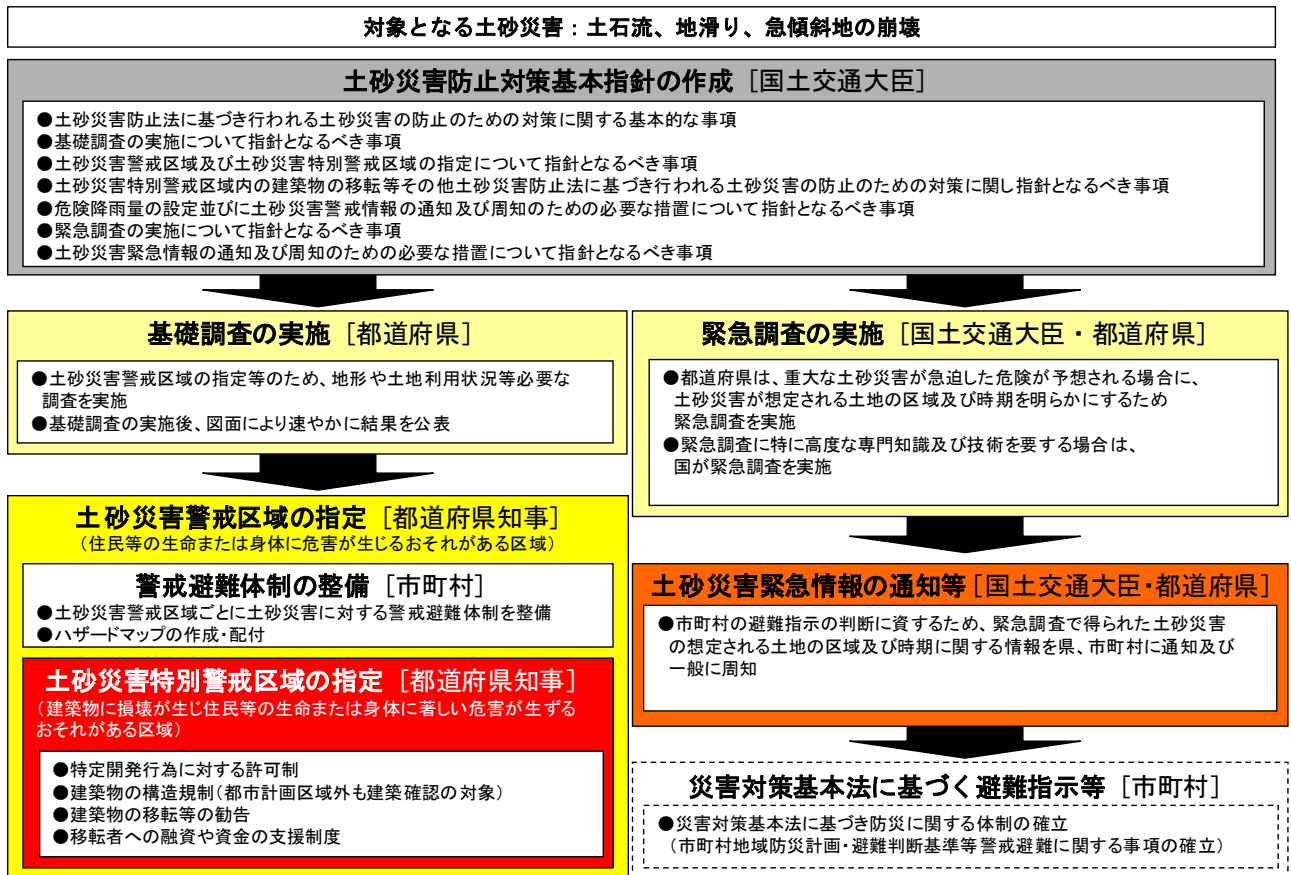 対象となる土砂災害：土石流、地滑り、急傾斜地の崩壊
土砂災害防止対策基本指針の作成［国土交通大臣］
●土砂災害防止法に基づき行われる土砂災害の防止のための対策に関する基本的な事項
●基礎調査の実施について指針となるべき事項
●土砂災害警戒区域及び土砂災害特別警戒区域の指定について指針となるべき事項
●土砂災害特別警戒区域内の建築物の移転等その他土砂災害防止法に基づき行われる土砂災害の防止のための対策に関し指針となるべき事項
●危険降雨量の設定並びに土砂災害警戒情報の通知及び周知のための必要な措置について指針となるべき事項
●緊急調査の実施について指針となるべき事項
●土砂災害緊急情報の通知及び周知のための必要な措置について指針となるべき事項
基礎調査の実施［都道府県］
●土砂災害警戒区域の指定等のため、地形や土地利用状況等必要な
調査を実施
●基礎調査の実施後、図面により速やかに結果を公表
土砂災害警戒区域の指定［都道府県知事］
（住民等の生命または身体に危害が生じるおそれがある区域）
警戒避難体制の整備［市町村］
●土砂災害警戒区域ごとに土砂災害に対する警戒避難体制を整備
●ハザードマップの作成・配付
土砂災害特別警戒区域の指定［都道府県知事］
（建築物に損壊が生じ住民等の生命または身体に著しい危害が生ずる
おそれがある区域）
●特定開発行為に対する許可制
●建築物の構造規制（都市計画区域外も建築確認の対象）
●建築物の移転等の勧告
●移転者への融資や資金の支援制度
緊急調査の実施［国土交通大臣・都道府県］
●都道府県は、重大な土砂災害が急迫した危険が予想される場合に、
土砂災害が想定される土地の区域及び時期を明らかにするため
緊急調査を実施
●緊急調査に特に高度な専門知識及び技術を要する場合は、
国が緊急調査を実施
土砂災害緊急情報の通知等［国土交通大臣・都道府県］
●市町村の避難指示の判断に資するため、緊急調査で得られた土砂災害
の想定される土地の区域及び時期に関する情報を県、市町村に通知及び
一般に周知
災害対策基本法に基づく避難指示等［市町村］
●災害対策基本法に基づき防災に関する体制の確立
（市町村地域防災計画・避難判断基準等警戒避難に関する事項の確立）